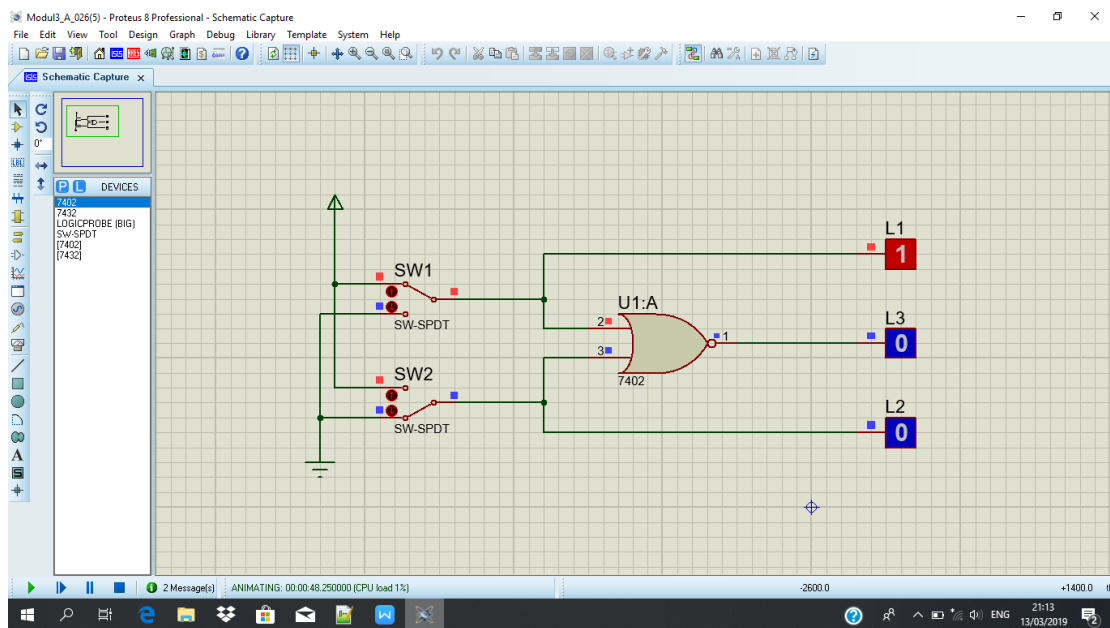 Modul3_A_026(5) - Proteus 8 Professional - Schematic Capture
File Edit View Tool Design Graph Debug Library Template System Help
Schematic Capture x
0°
LBL
P L DEVICES
7402
7432
LOGICPROBE (BIG)
SW-SPDT
[7402]
[7432]
A
S
SW1
SW-SPDT
SW2
SW-SPDT
U1:A
2
3
1
7402
L1
1
L3
0
L2
0
2 Message(s) ANIMATING: 00:00:48.250000 (CPU load 1%) -2600.0 +1400.0
ENG
21:13
13/03/2019
2